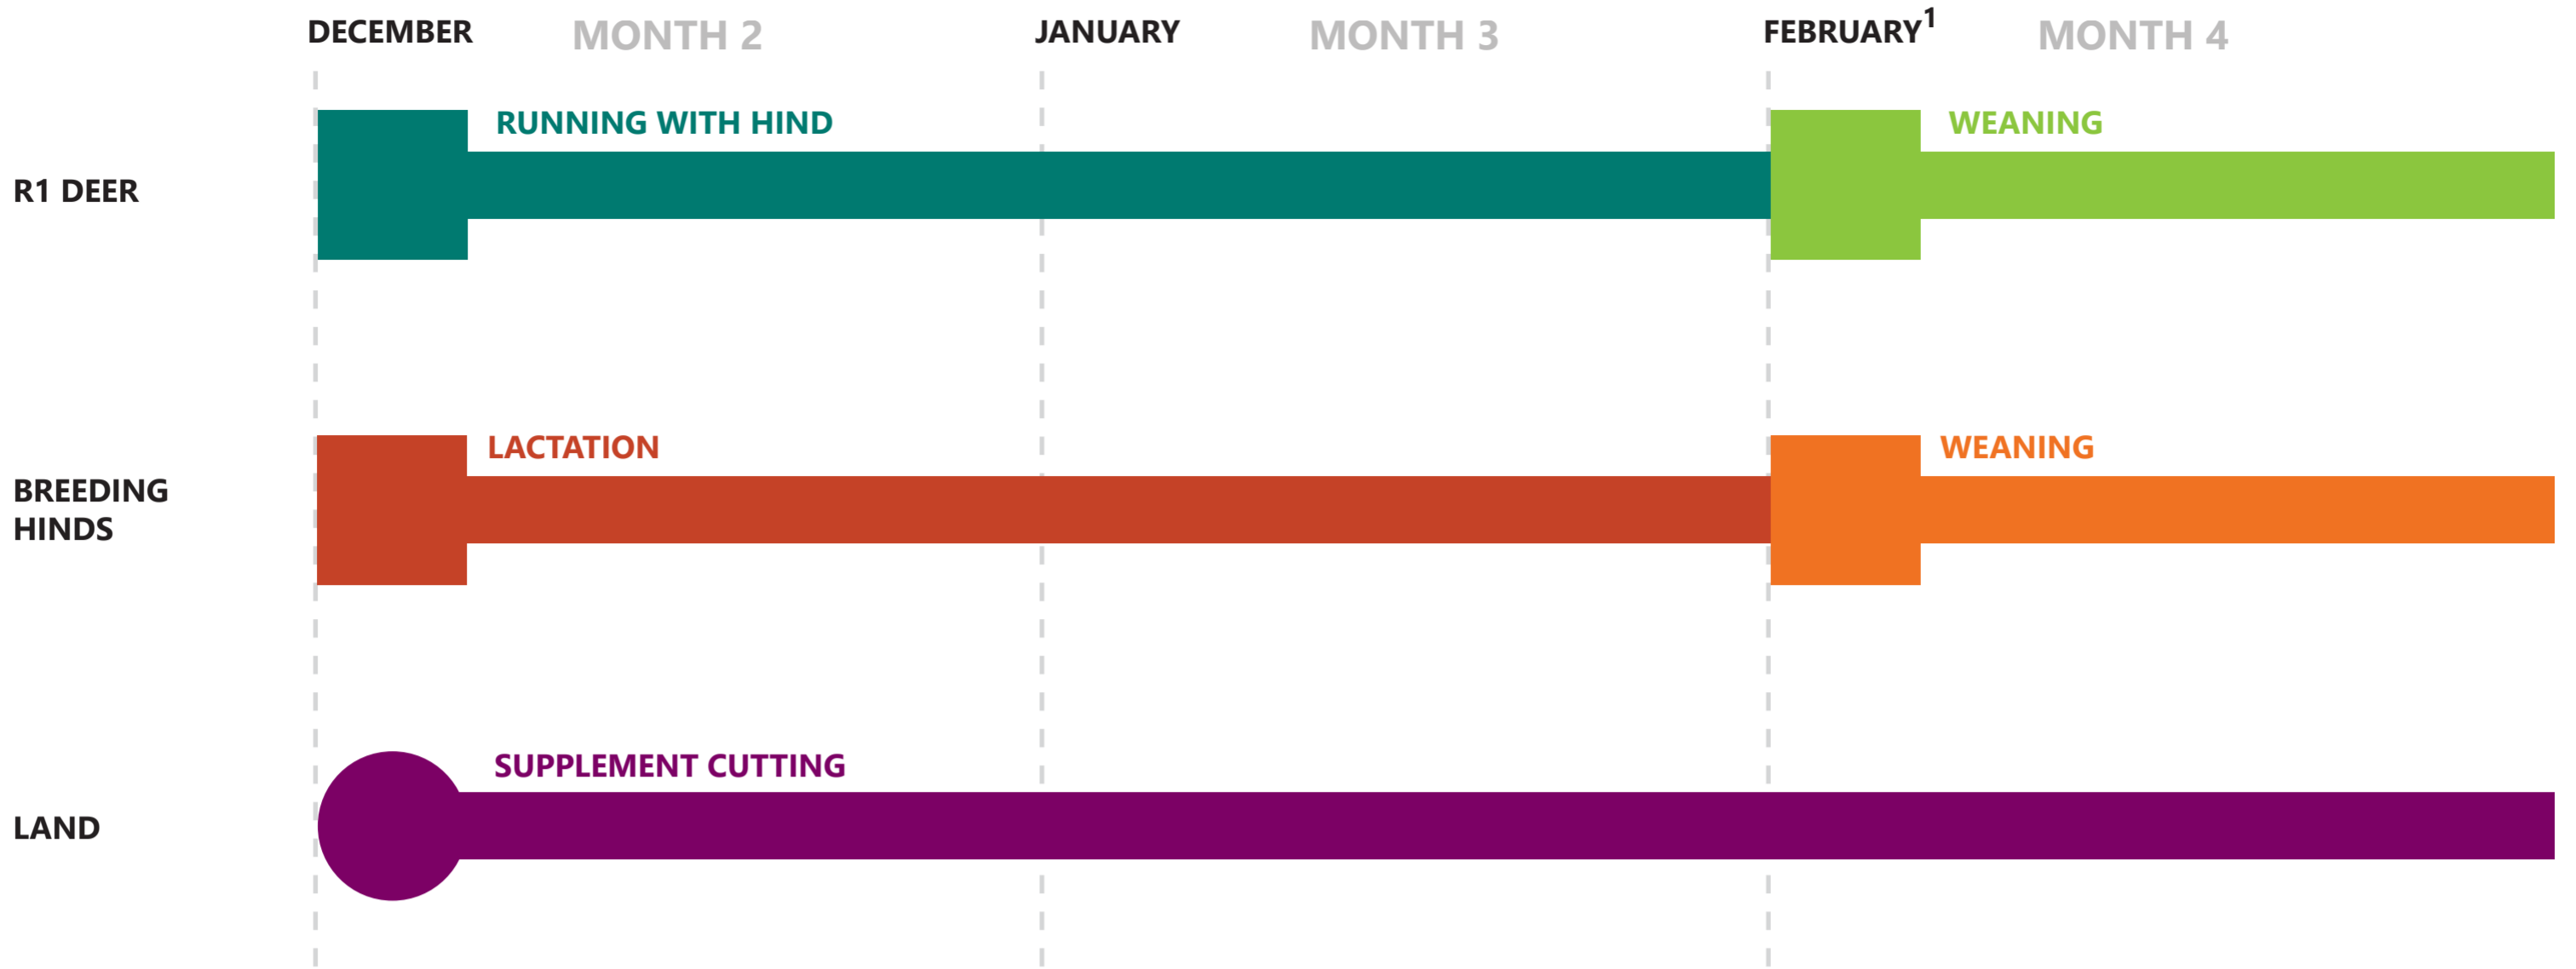 DECEMBER MONTH 2 JANUARY MONTH 3 FEBRUARY¹ MONTH 4
RUNNING WITH HIND WEANING
R1 DEER
LACTATION WEANING
BREEDING
HINDS
SUPPLEMENT CUTTING
LAND